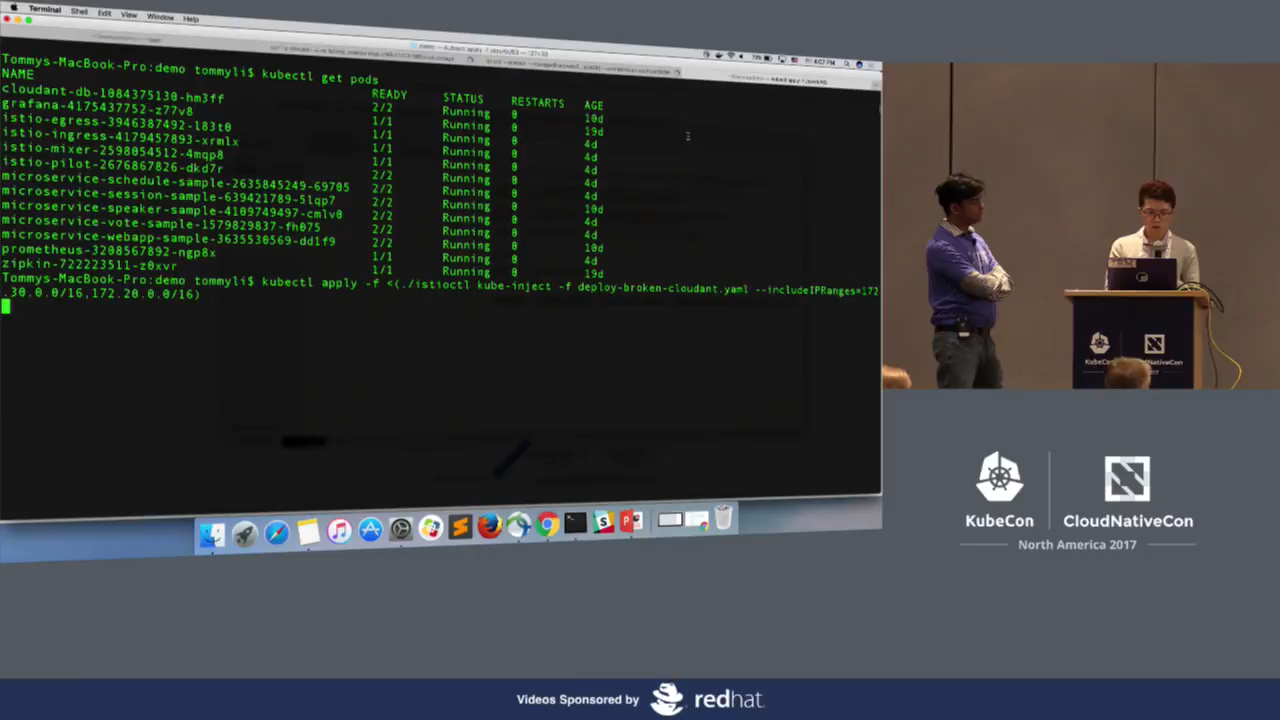 Terminal Shell Edit View Window Help
Tommys-MacBook-Pro:demo tommyli$ kubectl get pods
NAME READY STATUS RESTARTS AGE
cloudant-db-1084375130-hm3ff 2/2 Running 0 10d
grafana-4175437752-z77v8 1/1 Running 0 19d
istio-egress-3946387492-l83t0 1/1 Running 0 4d
istio-ingress-4179457893-xrmlx 1/1 Running 0 4d
istio-mixer-2598054512-4mqp8 1/1 Running 0 4d
istio-pilot-2676867826-dkd7r 2/2 Running 0 4d
microservice-schedule-sample-2635845249-69705 2/2 Running 0 4d
microservice-session-sample-639421789-5lqp7 2/2 Running 0 10d
microservice-speaker-sample-4109749497-cmlv0 2/2 Running 0 4d
microservice-vote-sample-1579829837-fh075 2/2 Running 0 4d
microservice-webapp-sample-3635530569-dd1f9 2/2 Running 0 10d
prometheus-3208567892-ngp8x 1/1 Running 0 4d
zipkin-722223511-z0xvr 1/1 Running 0 19d
Tommys-MacBook-Pro:demo tommyli$ kubectl apply -f <(./istioctl kube-inject -f deploy-broken-cloudant.yaml --includeIPRanges=172
.30.0.0/16,172.20.0.0/16)
KubeCon CloudNativeCon
2017
KubeCon CloudNativeCon
North America 2017
Videos Sponsored by redhat.